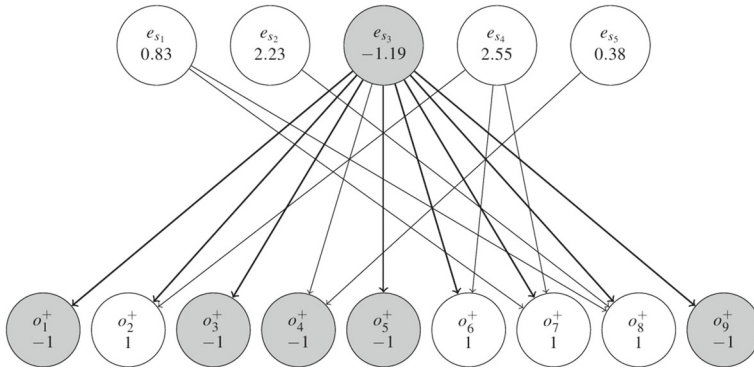 e_{s_1} e_{s_2} e_{s_3} e_{s_4} e_{s_5}
0.83 2.23 −1.19 2.55 0.38
o_1^+ o_2^+ o_3^+ o_4^+ o_5^+ o_6^+ o_7^+ o_8^+ o_9^+
−1 1 −1 −1 −1 1 1 1 −1